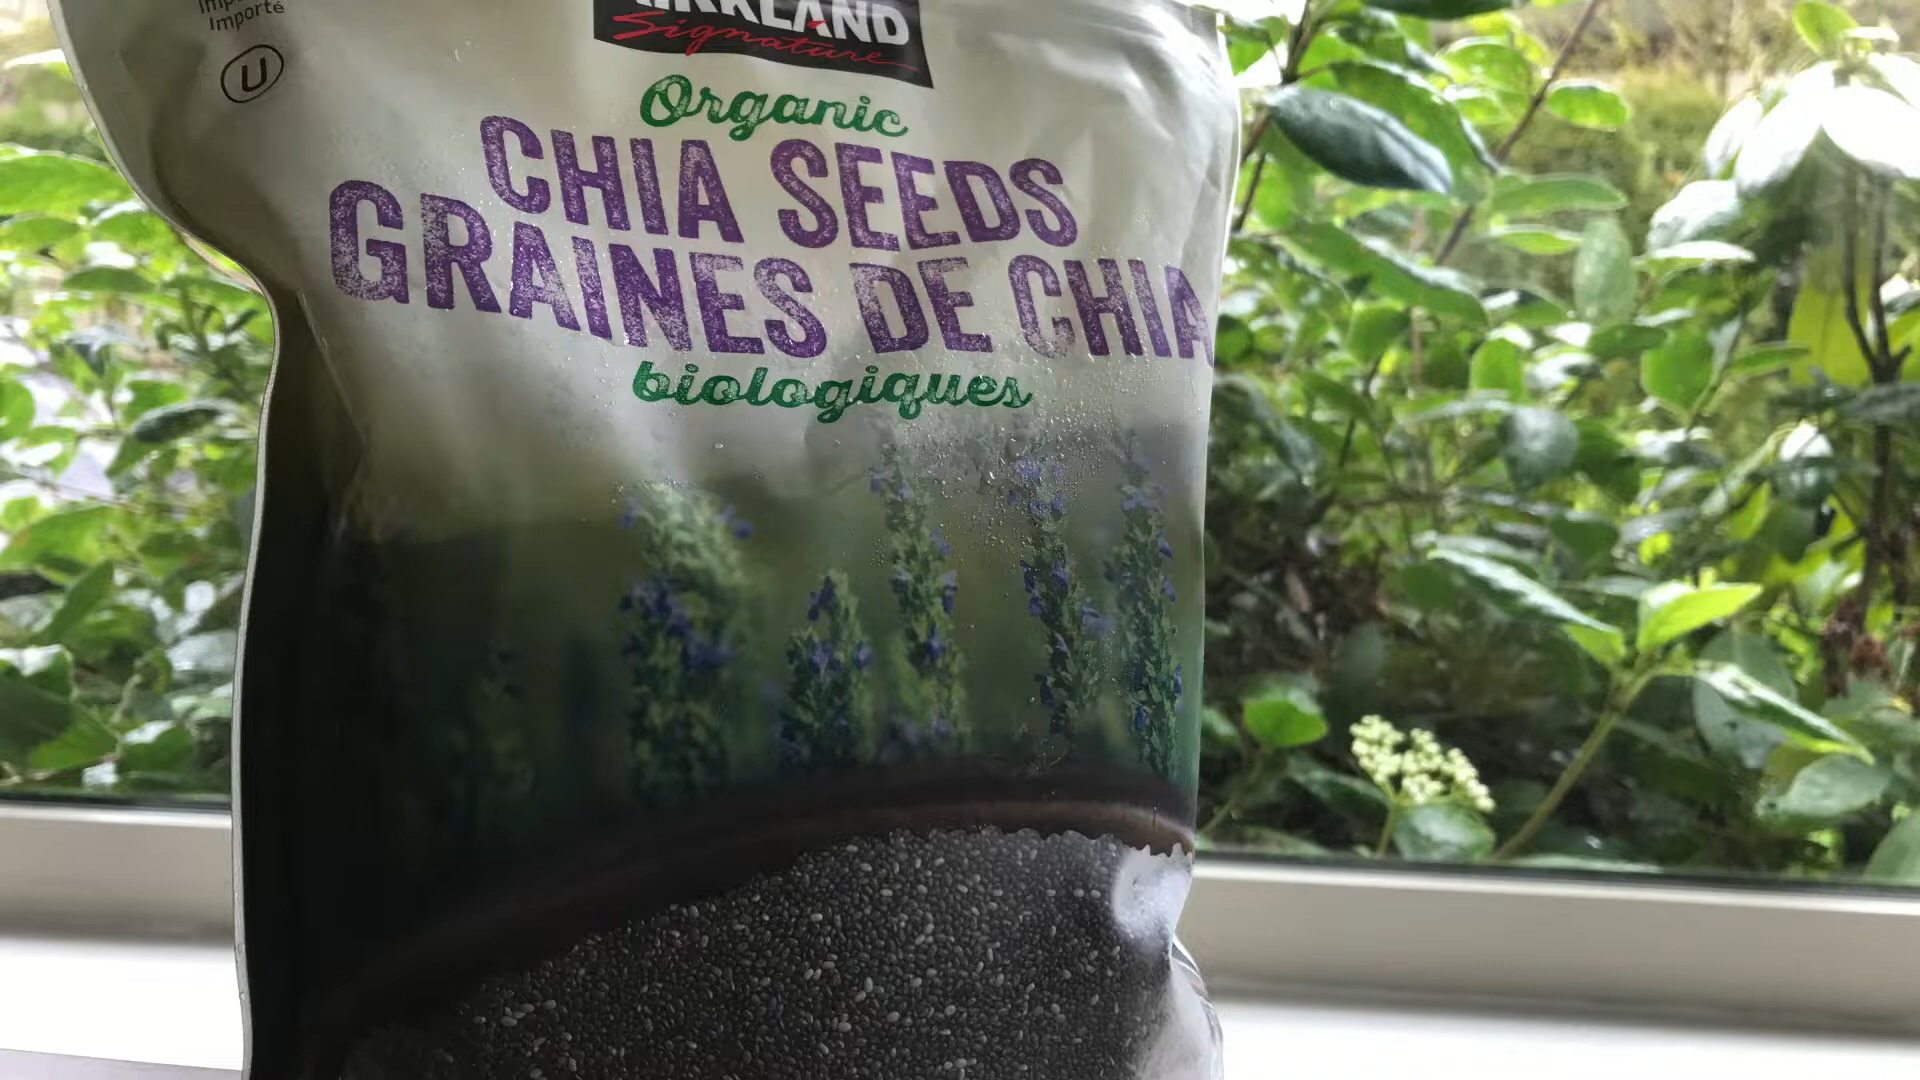 Importé
U
KIRKLAND
Signature
Organic
CHIA SEEDS
GRAINES DE CHIA
biologiques